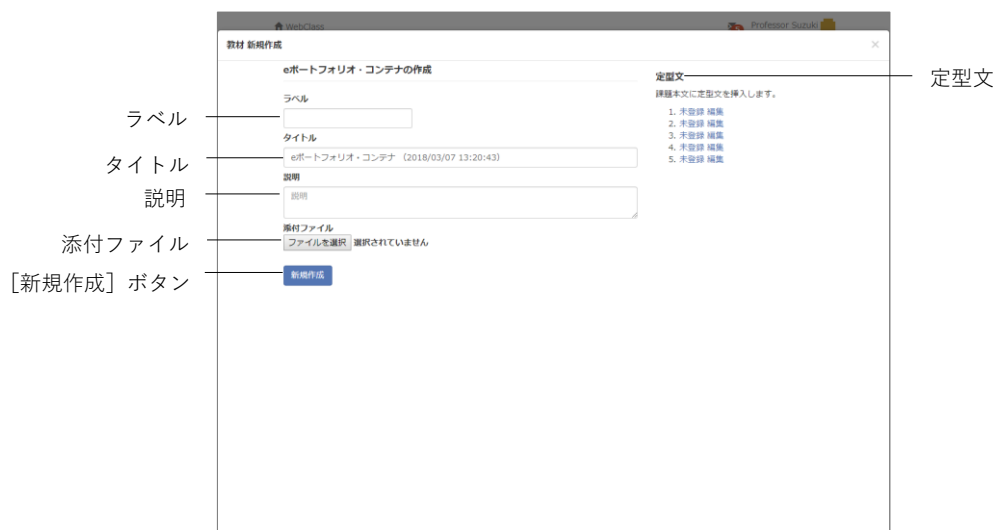 WebClass
Professor Suzuki
教材 新規作成
×
eポートフォリオ・コンテナの作成
ラベル
タイトル
eポートフォリオ・コンテナ （2018/03/07 13:20:43）
説明
説明
添付ファイル
ファイルを選択 選択されていません
新規作成
定型文
課題本文に定型文を挿入します。
1. 未登録 編集
2. 未登録 編集
3. 未登録 編集
4. 未登録 編集
5. 未登録 編集
ラベル
タイトル
説明
添付ファイル
［新規作成］ボタン
定型文